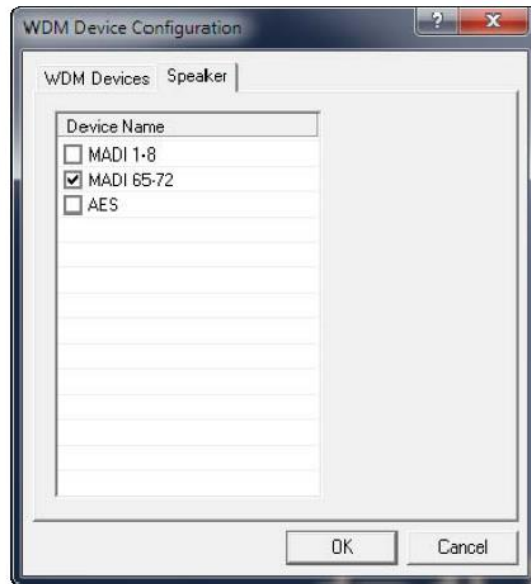 WDM Device Configuration
?
X
WDM Devices
Speaker
Device Name
MADI 1-8
MADI 65-72
AES
OK
Cancel